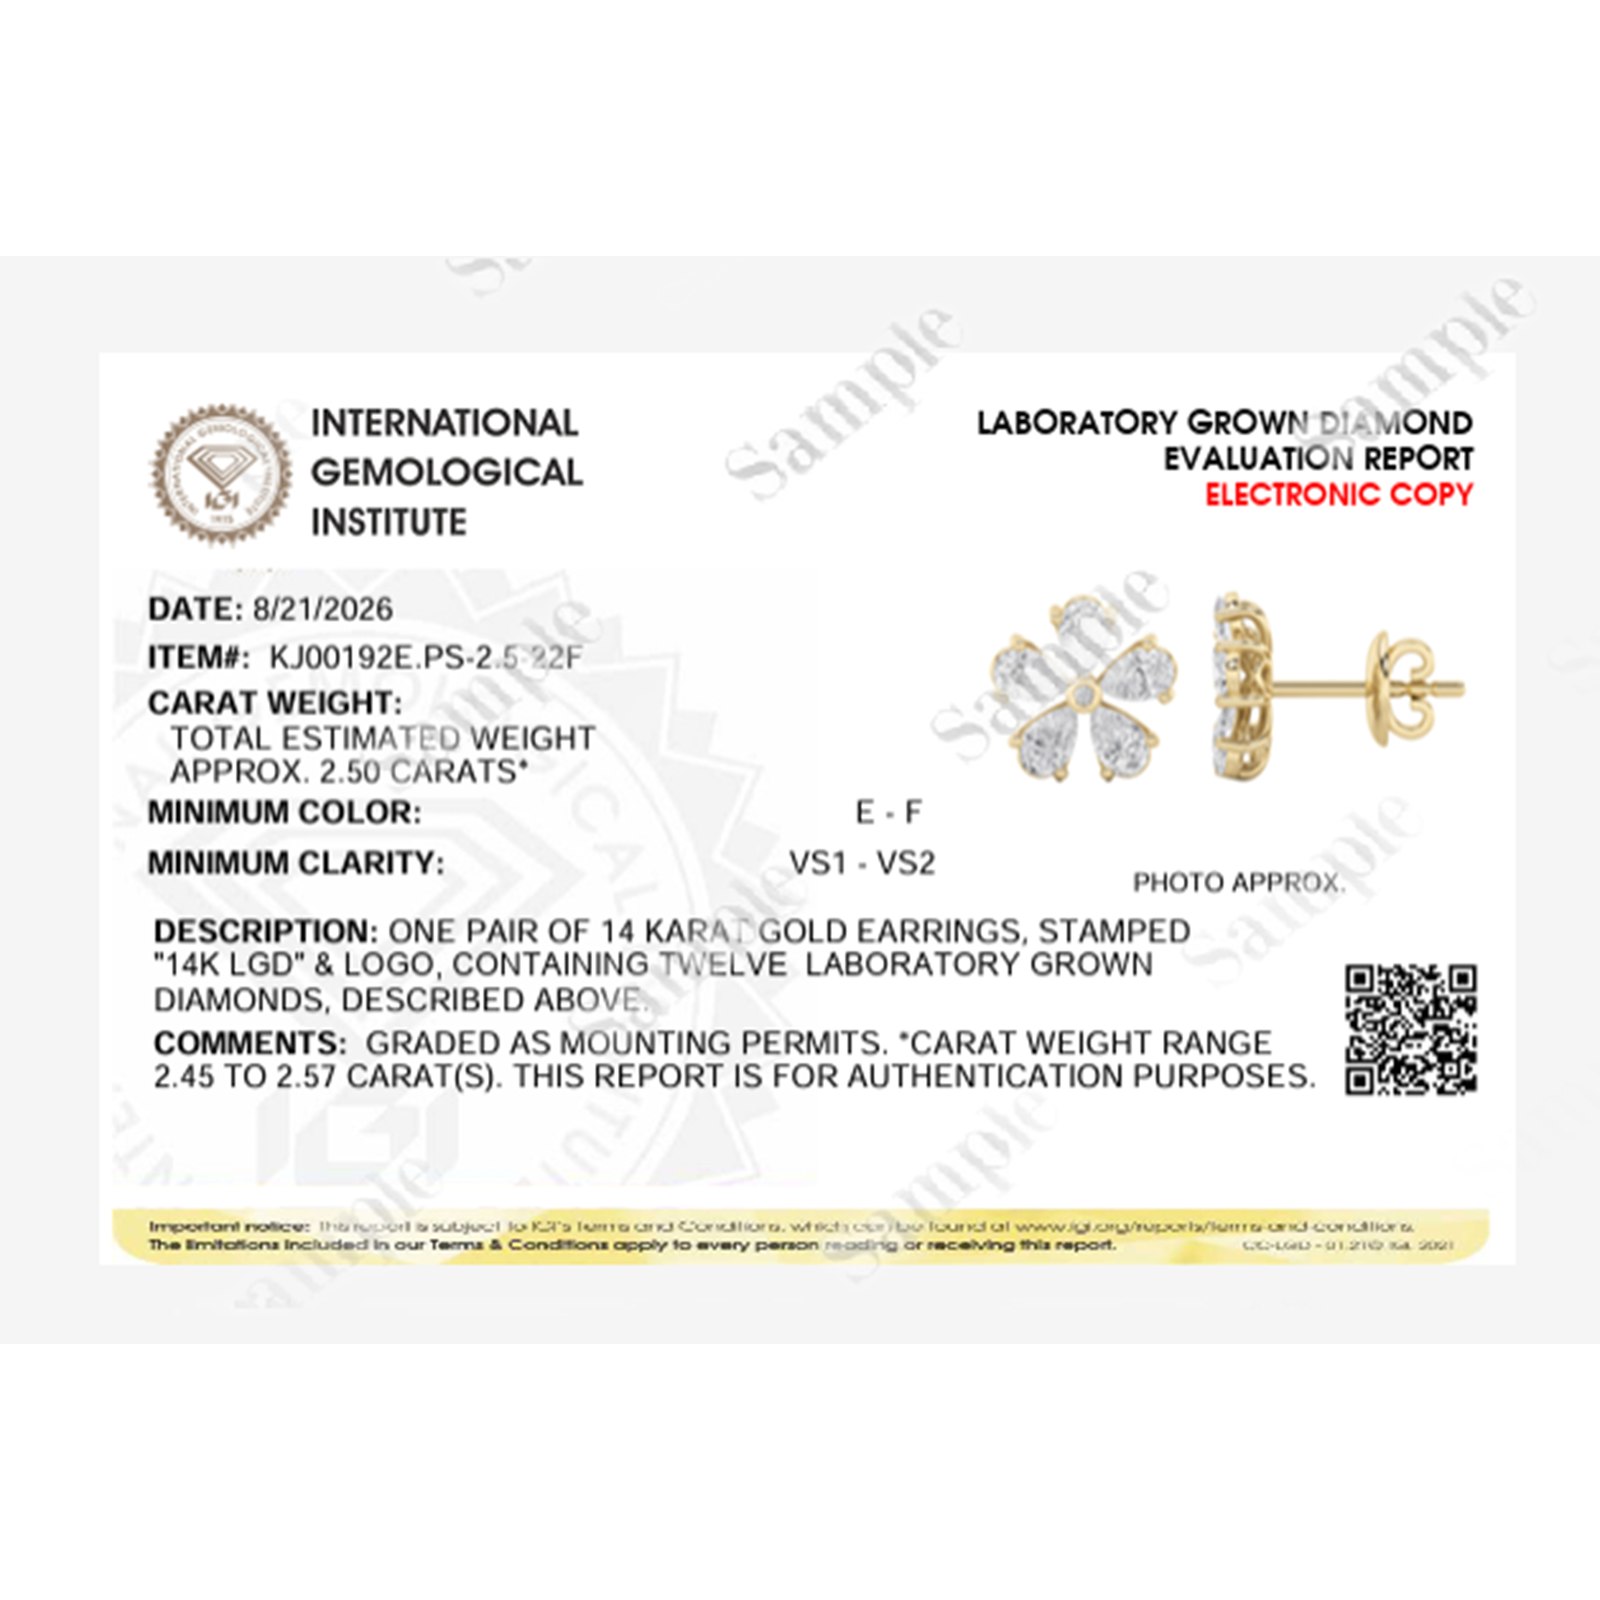 INTERNATIONAL
GEMOLOGICAL
INSTITUTE
LABORATORY GROWN DIAMOND
EVALUATION REPORT
ELECTRONIC COPY
DATE: 8/21/2026
ITEM#: KJ00192E.PS-2.5-22F
CARAT WEIGHT:
TOTAL ESTIMATED WEIGHT
APPROX. 2.50 CARATS*
MINIMUM COLOR: E - F
MINIMUM CLARITY: VS1 - VS2
PHOTO APPROX.
DESCRIPTION: ONE PAIR OF 14 KARAT GOLD EARRINGS, STAMPED
"14K LGD" & LOGO, CONTAINING TWELVE LABORATORY GROWN
DIAMONDS, DESCRIBED ABOVE.
COMMENTS: GRADED AS MOUNTING PERMITS. *CARAT WEIGHT RANGE
2.45 TO 2.57 CARAT(S). THIS REPORT IS FOR AUTHENTICATION PURPOSES.
Important notice: This report is subject to IGI's Terms and Conditions, which can be found at www.igi.org/reports/terms-and-conditions.
The limitations included in our Terms & Conditions apply to every person reading or receiving this report.
Sample
Sample
Sample
Sample
Sample
Sample
Sample